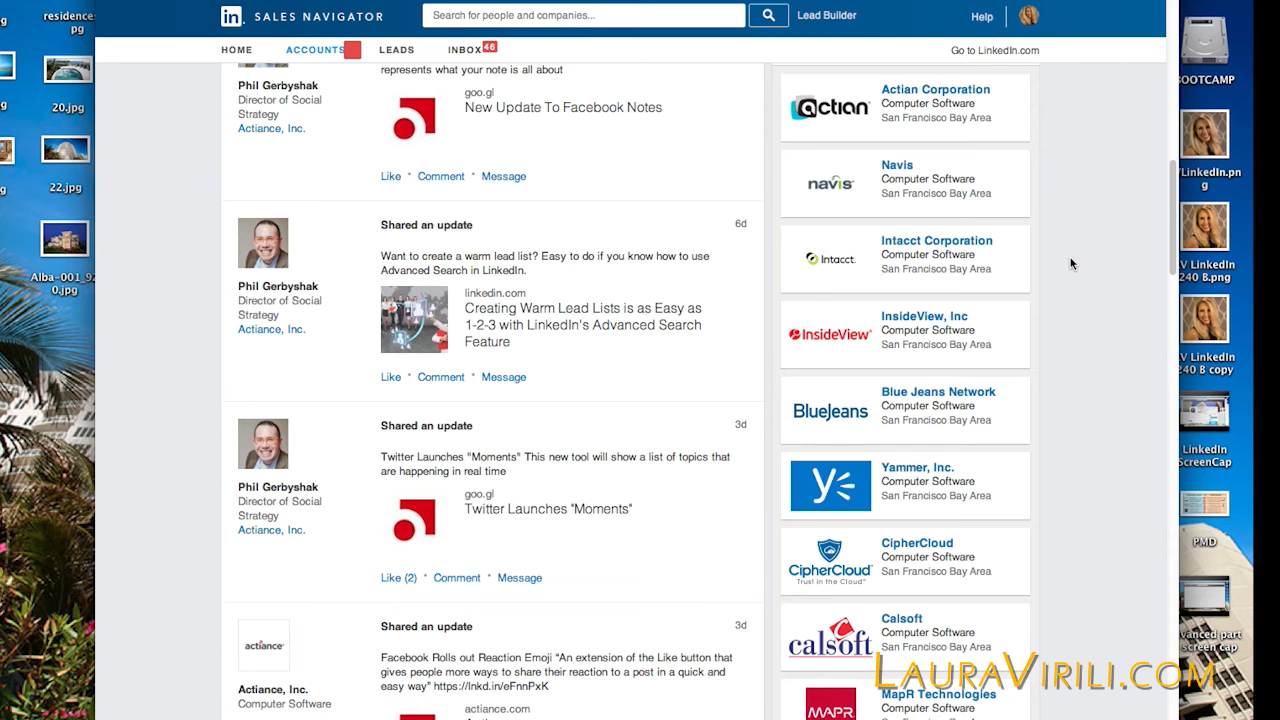 residence
pg
in
SALES NAVIGATOR
Search for people and companies...
Lead Builder
Help
HOME
ACCOUNTS
LEADS
INBOX 46
Go to LinkedIn.com
represents what your note is all about
Phil Gerbyshak
Director of Social
Strategy
Actiance, Inc.
goo.gl
New Update To Facebook Notes
Like • Comment • Message
Shared an update
6d
Want to create a warm lead list? Easy to do if you know how to use
Advanced Search in LinkedIn.
Phil Gerbyshak
Director of Social
Strategy
Actiance, Inc.
linkedin.com
Creating Warm Lead Lists is as Easy as
1-2-3 with LinkedIn's Advanced Search
Feature
Like • Comment • Message
Shared an update
3d
Twitter Launches "Moments" This new tool will show a list of topics that
are happening in real time
Phil Gerbyshak
Director of Social
Strategy
Actiance, Inc.
goo.gl
Twitter Launches "Moments"
Like (2) • Comment • Message
Shared an update
3d
actiance
Facebook Rolls out Reaction Emoji "An extension of the Like button that
gives people more ways to share their reaction to a post in a quick and
easy way" https://lnkd.in/eFnnPxK
Actiance, Inc.
Computer Software
actiance.com
actian
Actian Corporation
Computer Software
San Francisco Bay Area
navis
Navis
Computer Software
San Francisco Bay Area
Intacct.
Intacct Corporation
Computer Software
San Francisco Bay Area
INSIDEVIEW
InsideView, Inc
Computer Software
San Francisco Bay Area
BlueJeans
Blue Jeans Network
Computer Software
San Francisco Bay Area
Yammer, Inc.
Computer Software
San Francisco Bay Area
CipherCloud
Trust in the Cloud
CipherCloud
Computer Software
San Francisco Bay Area
calsoft
Calsoft
Computer Software
San Francisco Bay Area
MAPR
MapR Technologies
Computer Software
20.jpg
22.jpg
Alba-001_92
0.jpg
g
g
BOOTCAMP
VLinkedIn.pn
g
LV LinkedIn
240 B.png
LV LinkedIn
240 B copy
LinkedIn
ScreenCap
PMD
vanced part
screen cap
LAURAVIRILI.COM